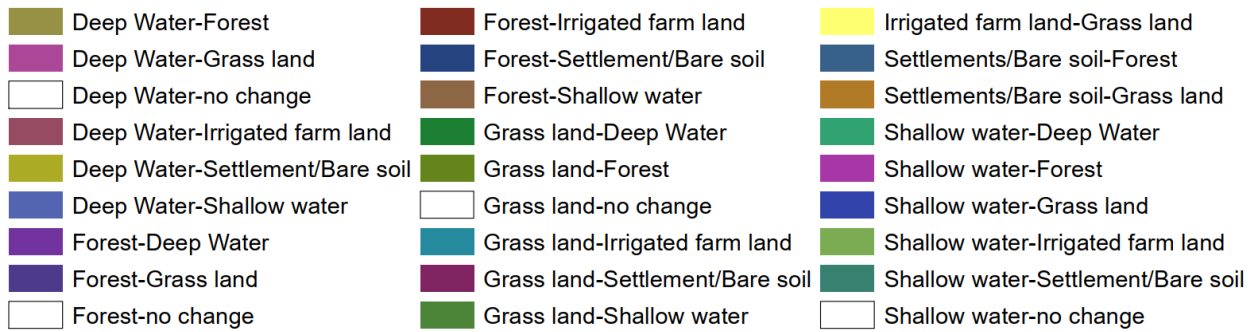 Deep Water-Forest
Deep Water-Grass land
Deep Water-no change
Deep Water-Irrigated farm land
Deep Water-Settlement/Bare soil
Deep Water-Shallow water
Forest-Deep Water
Forest-Grass land
Forest-no change
Forest-Irrigated farm land
Forest-Settlement/Bare soil
Forest-Shallow water
Grass land-Deep Water
Grass land-Forest
Grass land-no change
Grass land-Irrigated farm land
Grass land-Settlement/Bare soil
Grass land-Shallow water
Irrigated farm land-Grass land
Settlements/Bare soil-Forest
Settlements/Bare soil-Grass land
Shallow water-Deep Water
Shallow water-Forest
Shallow water-Grass land
Shallow water-Irrigated farm land
Shallow water-Settlement/Bare soil
Shallow water-no change